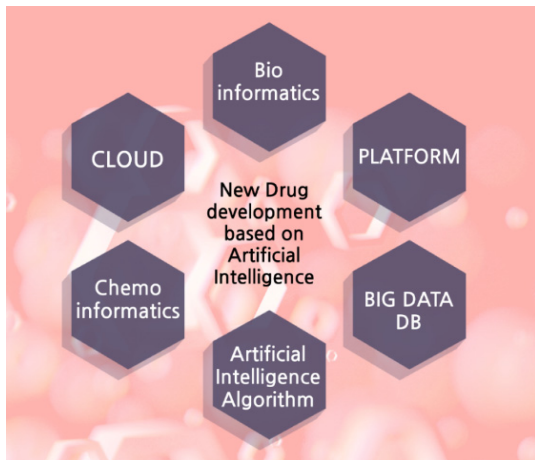 Bio
informatics
CLOUD
PLATFORM
New Drug
development
based on
Artificial
Intelligence
Chemo
informatics
BIG DATA
DB
Artificial
Intelligence
Algorithm